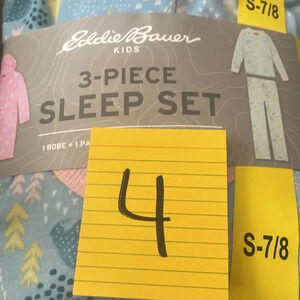 S-7/8
Eddie Bauer
KIDS
3-PIECE
SLEEP SET
1 ROBE + 1 PA
4
S-7/8